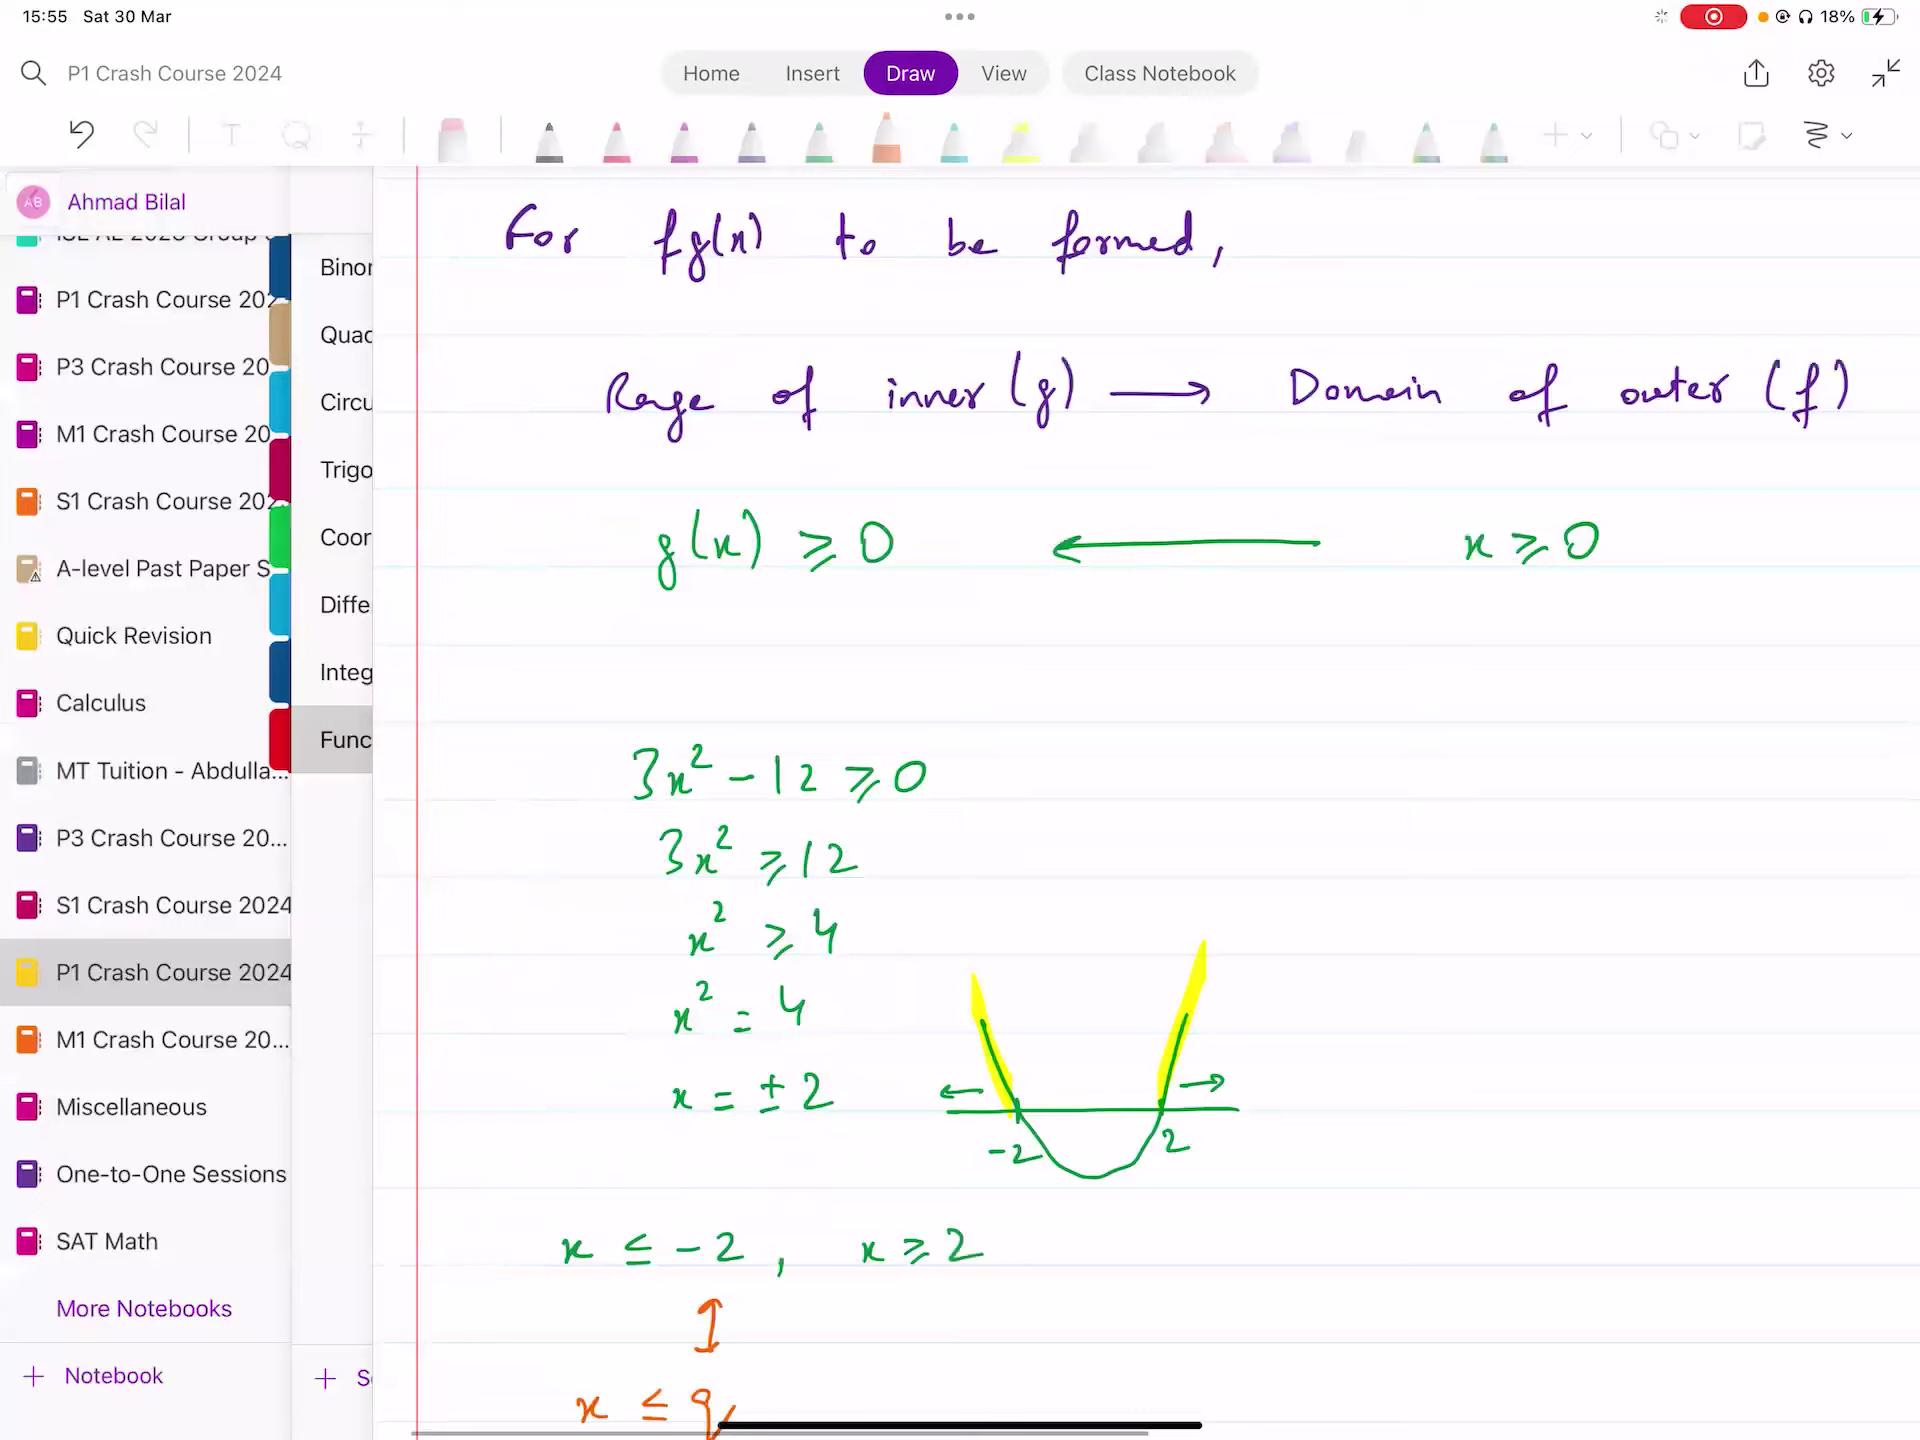 15:55 Sat 30 Mar
18%
P1 Crash Course 2024
Home Insert Draw View Class Notebook
AB Ahmad Bilal
P1 Crash Course 202
P3 Crash Course 20
M1 Crash Course 20
S1 Crash Course 202
A-level Past Paper S
Quick Revision
Calculus
MT Tuition - Abdulla...
P3 Crash Course 20...
S1 Crash Course 2024
P1 Crash Course 2024
M1 Crash Course 20...
Miscellaneous
One-to-One Sessions
SAT Math
More Notebooks
+ Notebook
Binor
Quad
Circu
Trigo
Coor
Diffe
Integ
Func
+ Se
For fg(x) to be formed,
Range of inner (g) → Domain of outer (f)
g(x) ≥ 0 ← x ≥ 0
3x² - 12 ≥ 0
3x² ≥ 12
x² ≥ 4
x² = 4
x = ± 2
-2 2
x ≤ -2 , x ≥ 2
x ≤ q